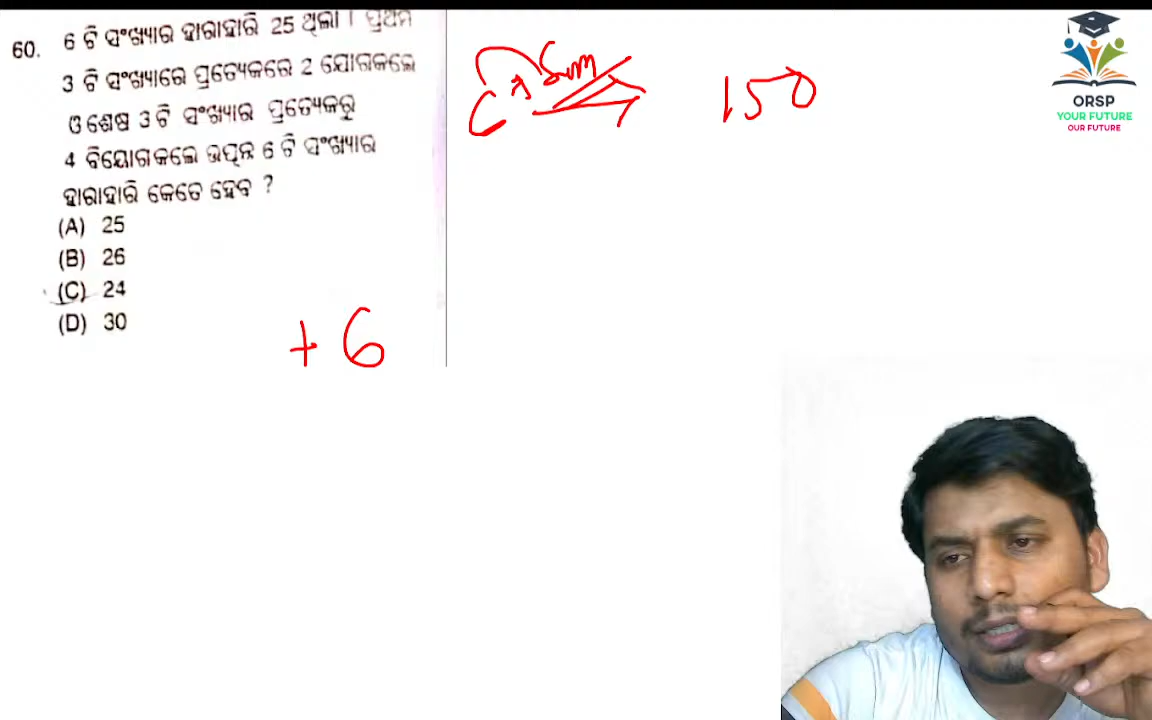 60. 6 ଟି ସଂଖ୍ୟାର ହାରାହାରି 25 ଥିଲା । ପ୍ରଥମ
3 ଟି ସଂଖ୍ୟାରେ ପ୍ରତ୍ୟେକରେ 2 ଯୋଗକଲେ
ଓ ଶେଷ 3 ଟି ସଂଖ୍ୟାର ପ୍ରତ୍ୟେକରୁ
4 ବିୟୋଗକଲେ ଉତ୍ପନ୍ନ 6 ଟି ସଂଖ୍ୟାର
ହାରାହାରି କେତେ ହେବ ?
(A) 25
(B) 26
(C) 24
(D) 30
+ 6
Sum
150
ORSP
YOUR FUTURE
OUR FUTURE